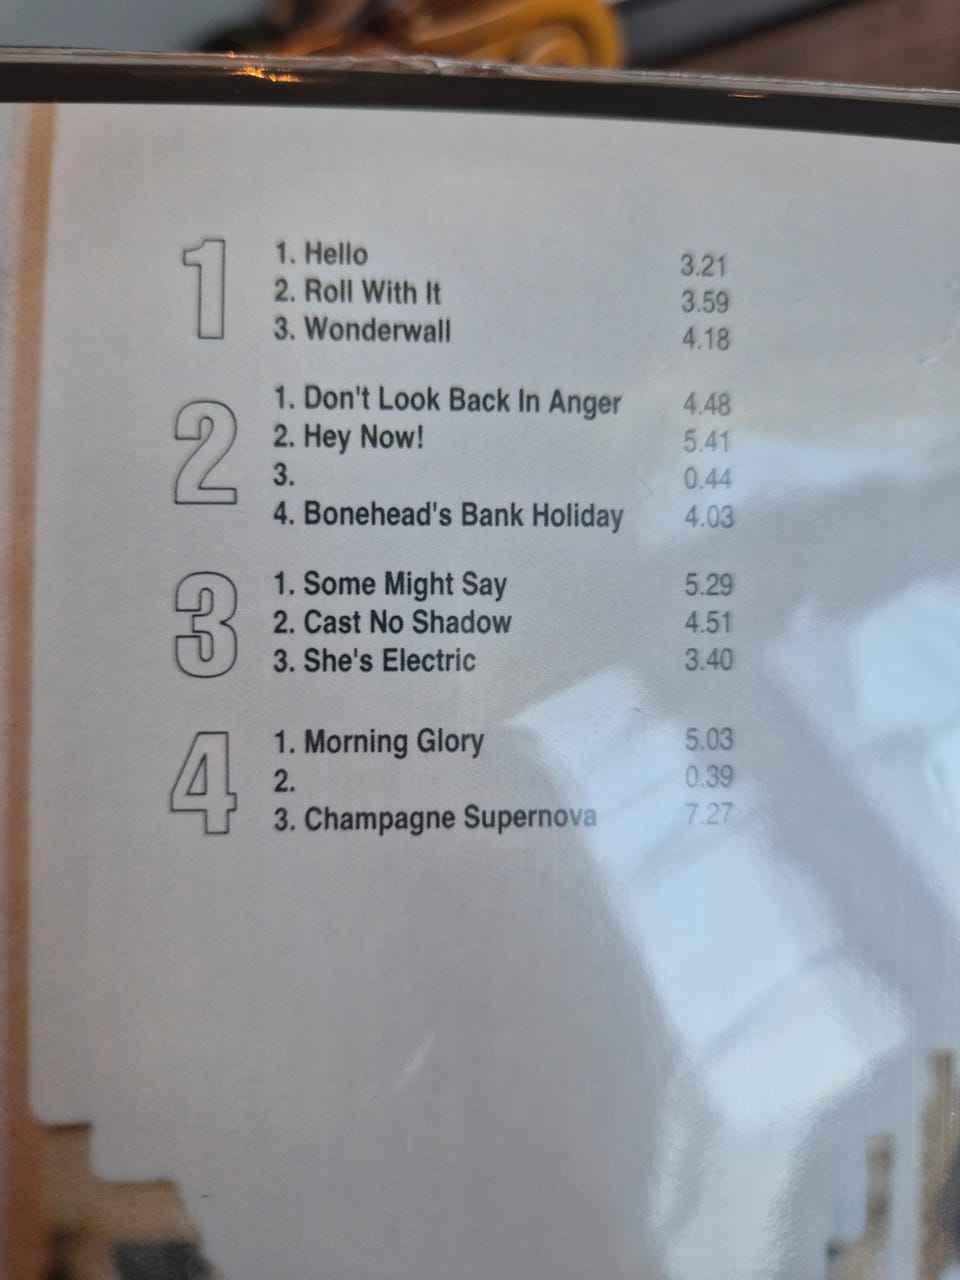 1
1. Hello 3.21
2. Roll With It 3.59
3. Wonderwall 4.18
2
1. Don't Look Back In Anger 4.48
2. Hey Now! 5.41
3. 0.44
4. Bonehead's Bank Holiday 4.03
3
1. Some Might Say 5.29
2. Cast No Shadow 4.51
3. She's Electric 3.40
4
1. Morning Glory 5.03
2. 0.39
3. Champagne Supernova 7.27